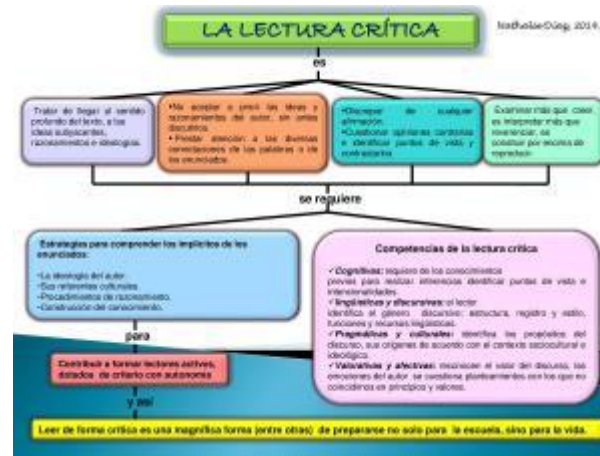 LA LECTURA CRÍTICA
Nathalia Díaz, 2014.
es
Tratar de llegar al sentido
profundo del texto, a las
ideas subyacentes,
razonamientos e ideologías.
•No aceptar a priori las ideas y
razonamientos del autor, sin antes
discutirlos.
• Prestar atención a las diversas
connotaciones de las palabras o de
los enunciados.
•Discrepar de cualquier
afirmación.
•Cuestionar opiniones contrarias
e identificar puntos de vista y
contrastarlos
Examinar más que creer,
es interpretar más que
reverenciar, es
construir por encima de
reproducir.
se requiere
Estrategias para comprender los implícitos de los
enunciados:
•La ideología del autor.
•Sus referentes culturales.
•Procedimientos de razonamiento.
•Construcción del conocimiento.
Competencias de la lectura crítica
✓Cognitivas: requiere de los conocimientos
previos para realizar inferencias identificar puntos de vista e
intencionalidades.
✓lingüísticas y discursivas: el lector
identifica el género discursivo: estructura, registro y estilo,
funciones y recursos lingüísticos.
✓Pragmáticas y culturales: identifica los propósitos del
discurso, sus orígenes de acuerdo con el contexto sociocultural e
ideológico.
✓Valorativas y afectivas: reconocen el valor del discurso, las
emociones del autor se cuestiona planteamientos con los que no
coincidimos en principios y valores.
para
Contribuir a formar lectores activos,
dotados de criterio con autonomía
y así
Leer de forma crítica es una magnífica forma (entre otras) de prepararse no solo para la escuela, sino para la vida.